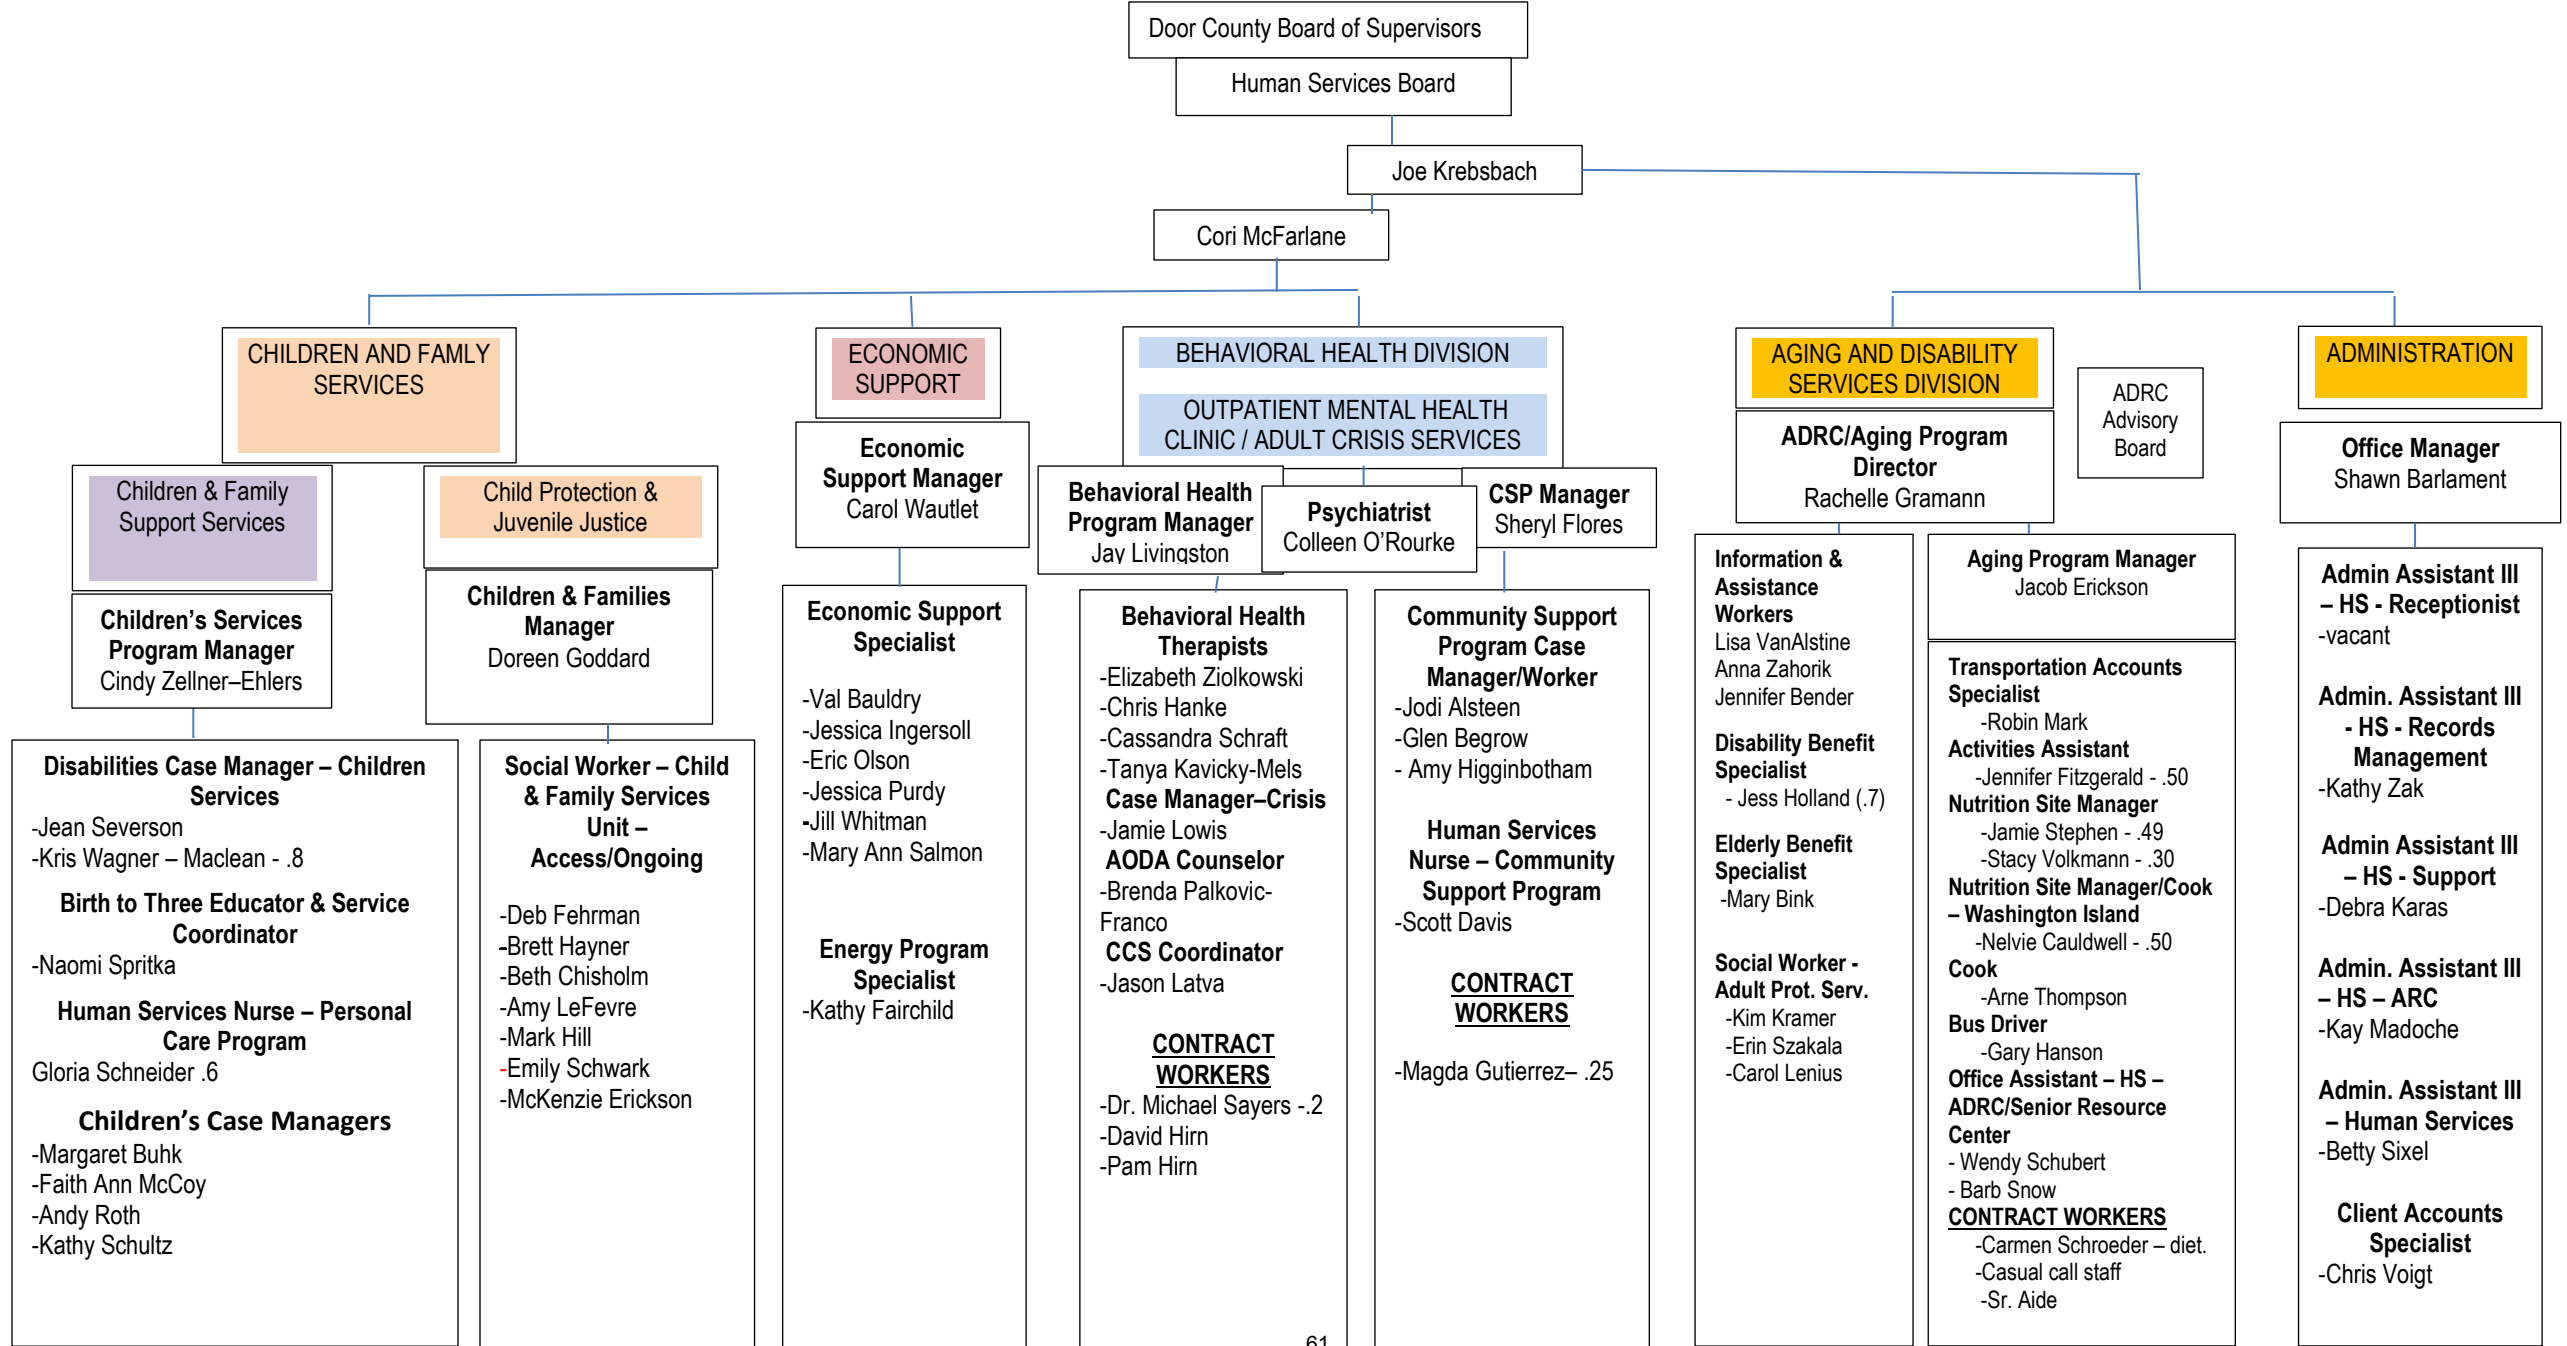 Door County Board of Supervisors
Human Services Board
Joe Krebsbach
Cori McFarlane
CHILDREN AND FAMLY
SERVICES
Children & Family
Support Services
Children’s Services
Program Manager
Cindy Zellner–Ehlers
Disabilities Case Manager – Children
Services
-Jean Severson
-Kris Wagner – Maclean - .8
Birth to Three Educator & Service
Coordinator
-Naomi Spritka
Human Services Nurse – Personal
Care Program
Gloria Schneider .6
Children’s Case Managers
-Margaret Buhk
-Faith Ann McCoy
-Andy Roth
-Kathy Schultz
Child Protection &
Juvenile Justice
Children & Families
Manager
Doreen Goddard
Social Worker – Child
& Family Services
Unit –
Access/Ongoing
-Deb Fehrman
-Brett Hayner
-Beth Chisholm
-Amy LeFevre
-Mark Hill
-Emily Schwark
-McKenzie Erickson
ECONOMIC
SUPPORT
Economic
Support Manager
Carol Wautlet
Economic Support
Specialist
-Val Bauldry
-Jessica Ingersoll
-Eric Olson
-Jessica Purdy
-Jill Whitman
-Mary Ann Salmon
Energy Program
Specialist
-Kathy Fairchild
BEHAVIORAL HEALTH DIVISION
OUTPATIENT MENTAL HEALTH
CLINIC / ADULT CRISIS SERVICES
Behavioral Health
Program Manager
Jay Livingston
Psychiatrist
Colleen O’Rourke
CSP Manager
Sheryl Flores
Behavioral Health
Therapists
-Elizabeth Ziolkowski
-Chris Hanke
-Cassandra Schraft
-Tanya Kavicky-Mels
Case Manager–Crisis
-Jamie Lowis
AODA Counselor
-Brenda Palkovic-
Franco
CCS Coordinator
-Jason Latva
CONTRACT
WORKERS
-Dr. Michael Sayers -.2
-David Hirn
-Pam Hirn
Community Support
Program Case
Manager/Worker
-Jodi Alsteen
-Glen Begrow
- Amy Higginbotham
Human Services
Nurse – Community
Support Program
-Scott Davis
CONTRACT
WORKERS
-Magda Gutierrez– .25
AGING AND DISABILITY
SERVICES DIVISION
ADRC/Aging Program
Director
Rachelle Gramann
ADRC
Advisory
Board
Information &
Assistance
Workers
Lisa VanAlstine
Anna Zahorik
Jennifer Bender
Disability Benefit
Specialist
- Jess Holland (.7)
Elderly Benefit
Specialist
-Mary Bink
Social Worker -
Adult Prot. Serv.
-Kim Kramer
-Erin Szakala
-Carol Lenius
Aging Program Manager
Jacob Erickson
Transportation Accounts
Specialist
-Robin Mark
Activities Assistant
-Jennifer Fitzgerald - .50
Nutrition Site Manager
-Jamie Stephen - .49
-Stacy Volkmann - .30
Nutrition Site Manager/Cook
– Washington Island
-Nelvie Cauldwell - .50
Cook
-Arne Thompson
Bus Driver
-Gary Hanson
Office Assistant – HS –
ADRC/Senior Resource
Center
- Wendy Schubert
- Barb Snow
CONTRACT WORKERS
-Carmen Schroeder – diet.
-Casual call staff
-Sr. Aide
ADMINISTRATION
Office Manager
Shawn Barlament
Admin Assistant III
– HS - Receptionist
-vacant
Admin. Assistant III
- HS - Records
Management
-Kathy Zak
Admin Assistant III
– HS - Support
-Debra Karas
Admin. Assistant III
– HS – ARC
-Kay Madoche
Admin. Assistant III
– Human Services
-Betty Sixel
Client Accounts
Specialist
-Chris Voigt
61